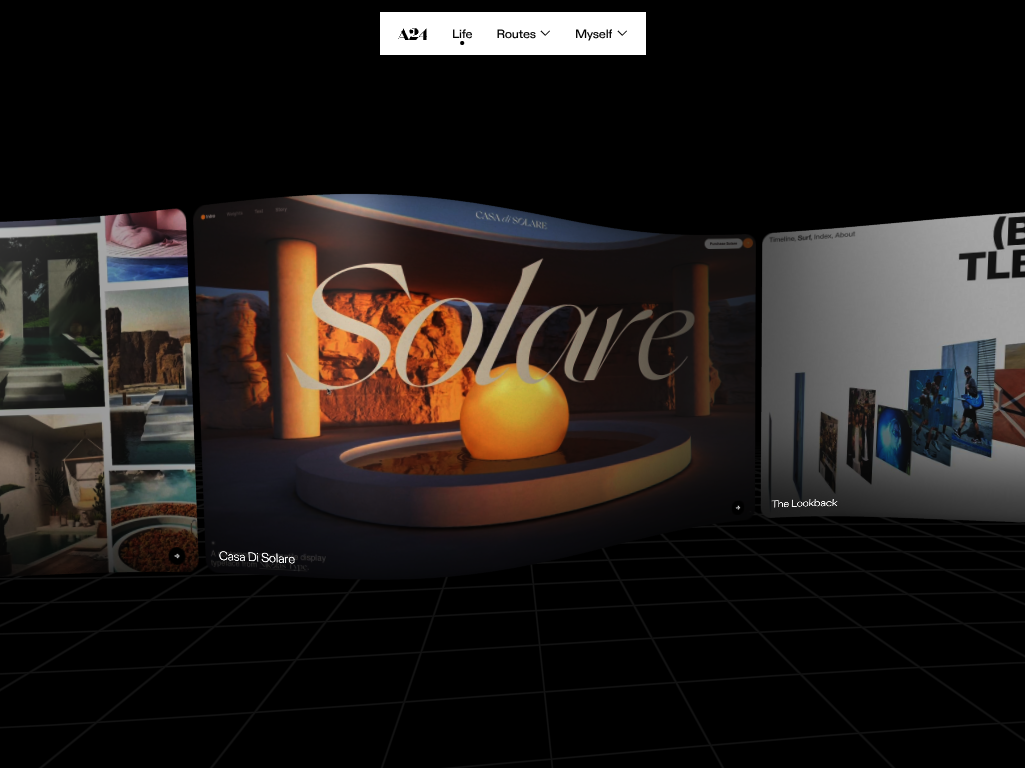 A24
Life
Routes
Myself
CASA di SOLARE
Solare
Casa Di Solare
Timeline, Surf, Index, About
(B
TLE
The Lookback